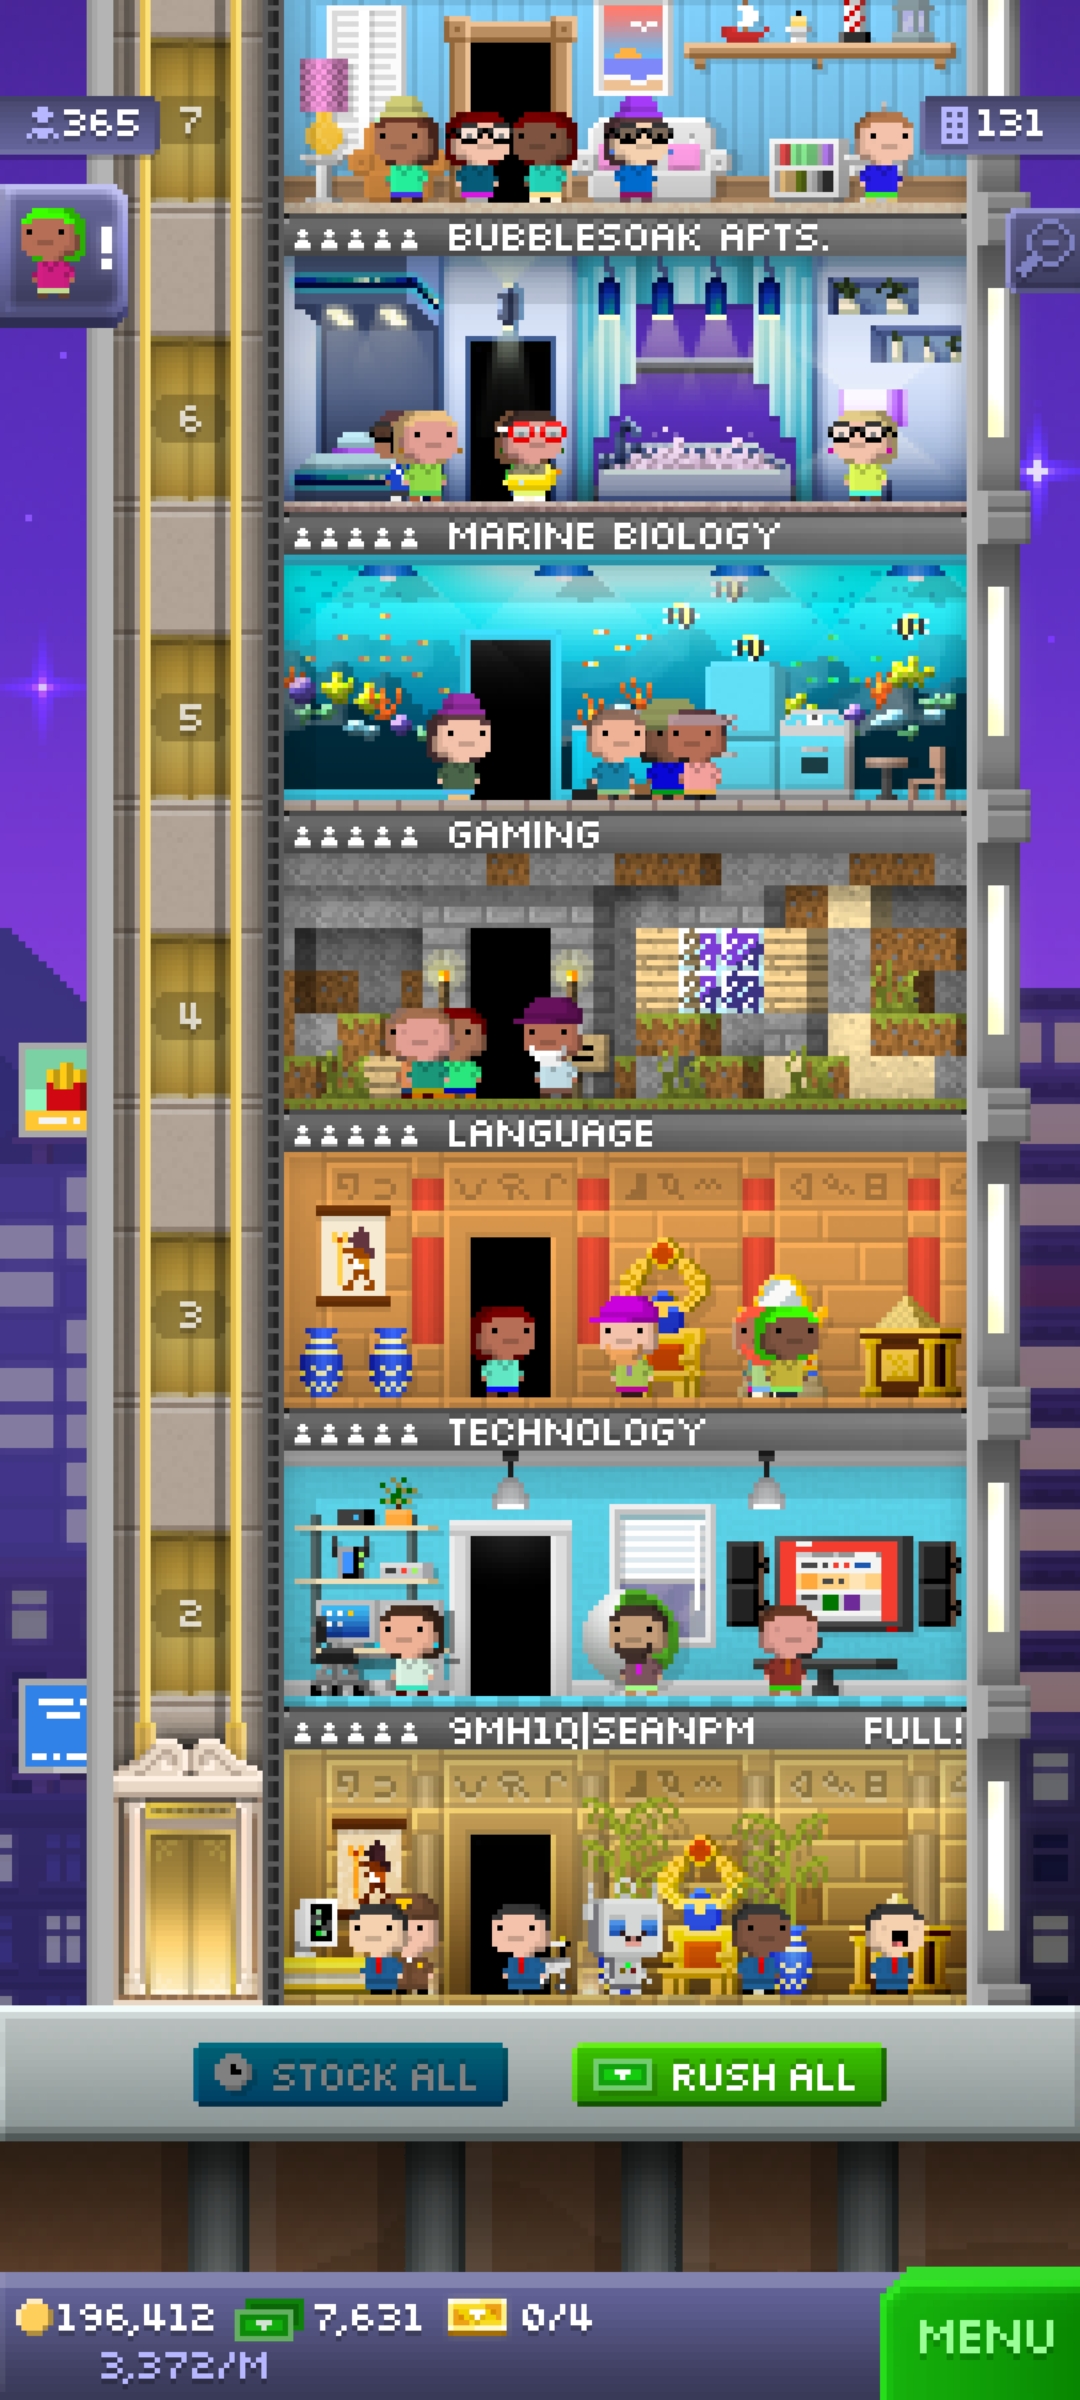 365
7
131
!
BUBBLESOAK APTS.
6
MARINE BIOLOGY
5
GAMING
4
LANGUAGE
3
TECHNOLOGY
2
9MH1Q|SEANPM FULL!
STOCK ALL
RUSH ALL
196,412 7,631 0/4
3,372/M
MENU